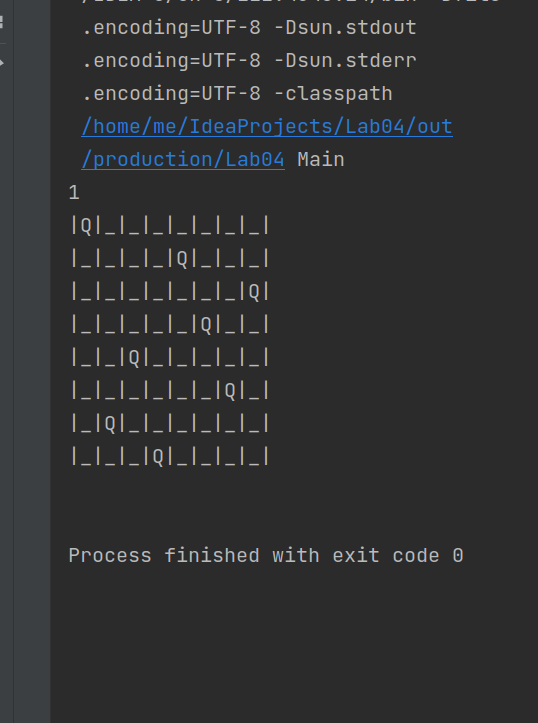 .encoding=UTF-8 -Dsun.stdout
.encoding=UTF-8 -Dsun.stderr
.encoding=UTF-8 -classpath
/home/me/IdeaProjects/Lab04/out
/production/Lab04 Main
1
|Q|_|_|_|_|_|_|_|
|_|_|_|_|Q|_|_|_|
|_|_|_|_|_|_|_|Q|
|_|_|_|_|_|Q|_|_|
|_|_|Q|_|_|_|_|_|
|_|_|_|_|_|_|Q|_|
|_|Q|_|_|_|_|_|_|
|_|_|_|Q|_|_|_|_|
Process finished with exit code 0